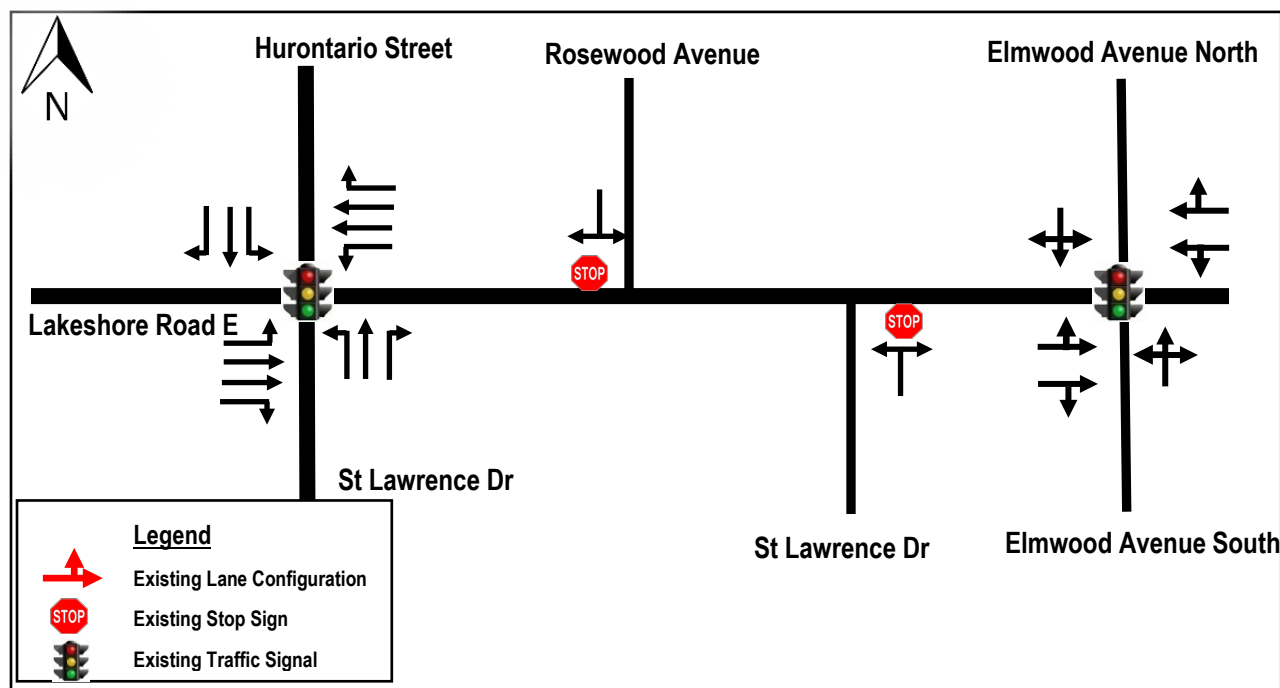 Hurontario Street
Rosewood Avenue
Elmwood Avenue North
N
STOP
Lakeshore Road E
STOP
St Lawrence Dr
St Lawrence Dr
Elmwood Avenue South
Legend
Existing Lane Configuration
STOP
Existing Stop Sign
Existing Traffic Signal